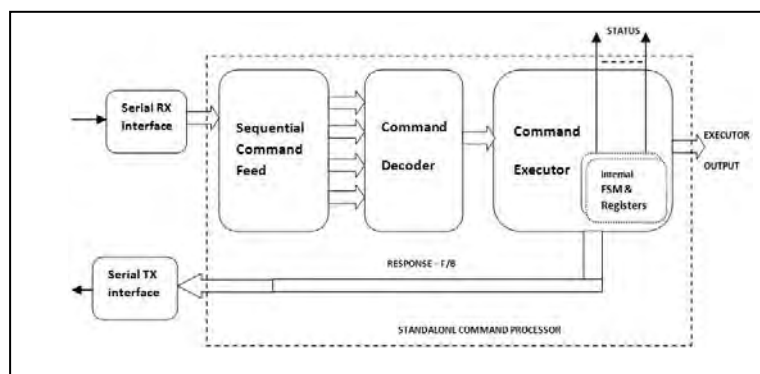 STATUS
Serial RX
interface
Sequential
Command
Feed
Command
Decoder
Command
Executor
Internal
FSM &
Registers
EXECUTOR
OUTPUT
Serial TX
interface
RESPONSE – F/B
STANDALONE COMMAND PROCESSOR